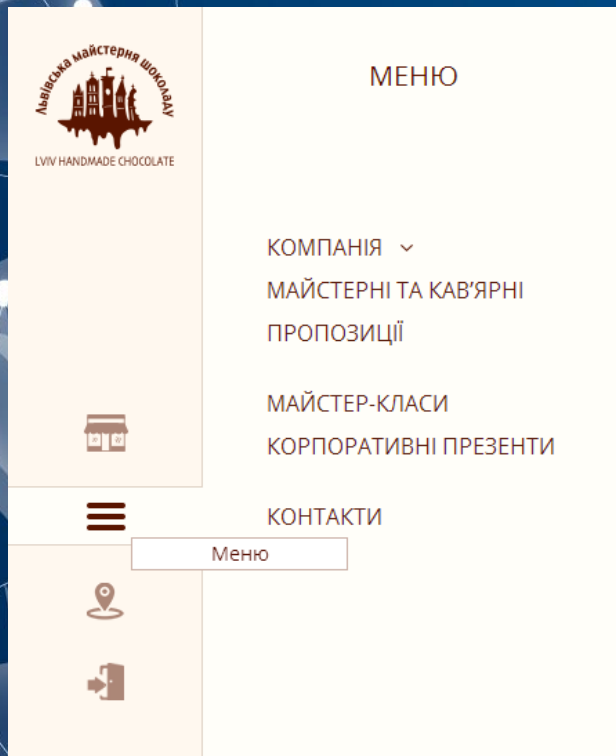 Львівська майстерня шоколаду
LVIV HANDMADE CHOCOLATE
МЕНЮ
КОМПАНІЯ
МАЙСТЕРНІ ТА КАВ’ЯРНІ
ПРОПОЗИЦІЇ
МАЙСТЕР-КЛАСИ
КОРПОРАТИВНІ ПРЕЗЕНТИ
КОНТАКТИ
Меню